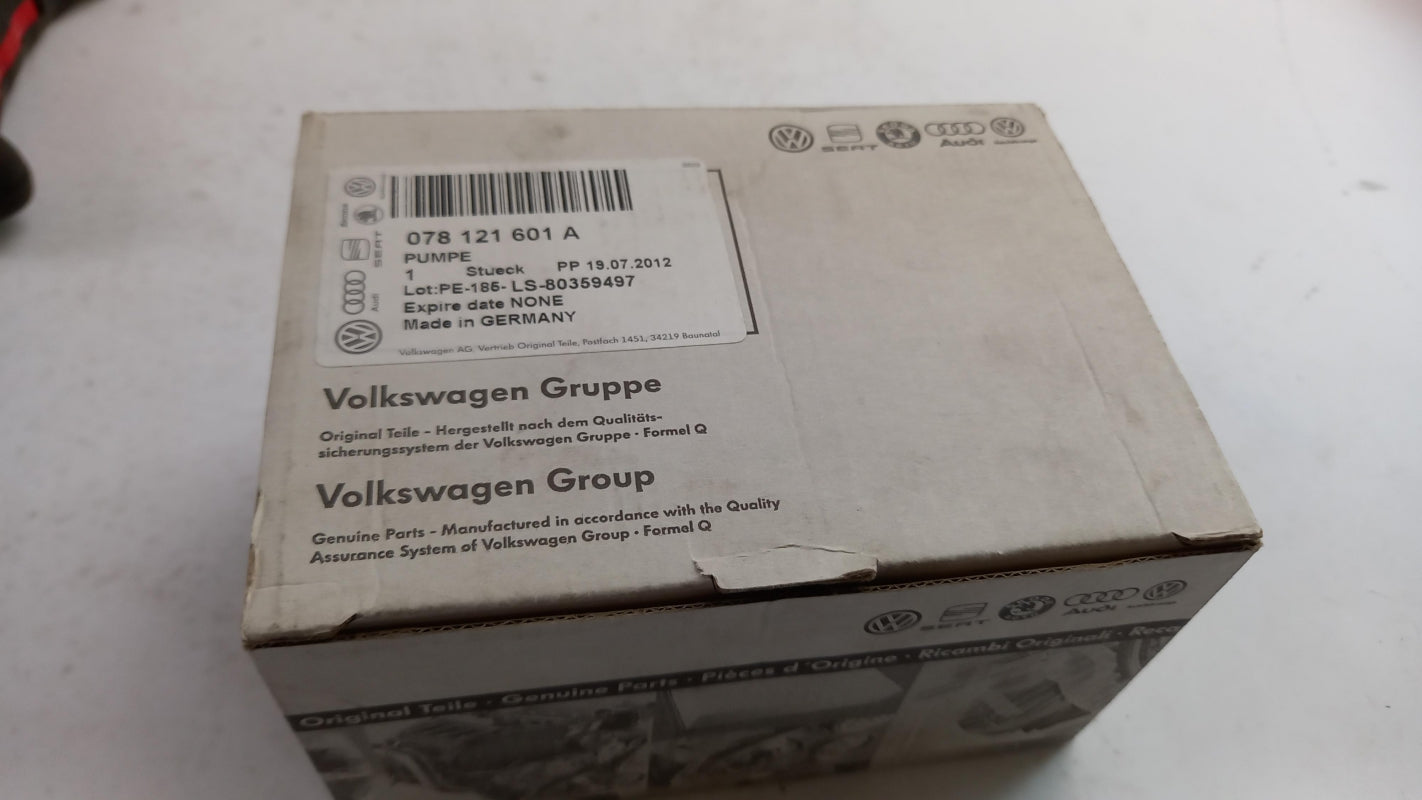 SEAT
Audi
078 121 601 A
PUMPE
1 Stueck PP 19.07.2012
Lot:PE-185- LS-80359497
Expire date NONE
Made in GERMANY
Volkswagen AG, Vertrieb Original Teile, Postfach 1451, 34219 Baunatal
SEAT
Audi
Volkswagen Gruppe
Original Teile – Hergestellt nach dem Qualitäts-
sicherungssystem der Volkswagen Gruppe · Formel Q
Volkswagen Group
Genuine Parts – Manufactured in accordance with the Quality
Assurance System of Volkswagen Group · Formel Q
SEAT
Audi
Original Teile · Genuine Parts · Pièces d'Origine · Ricambi Originali · Reca